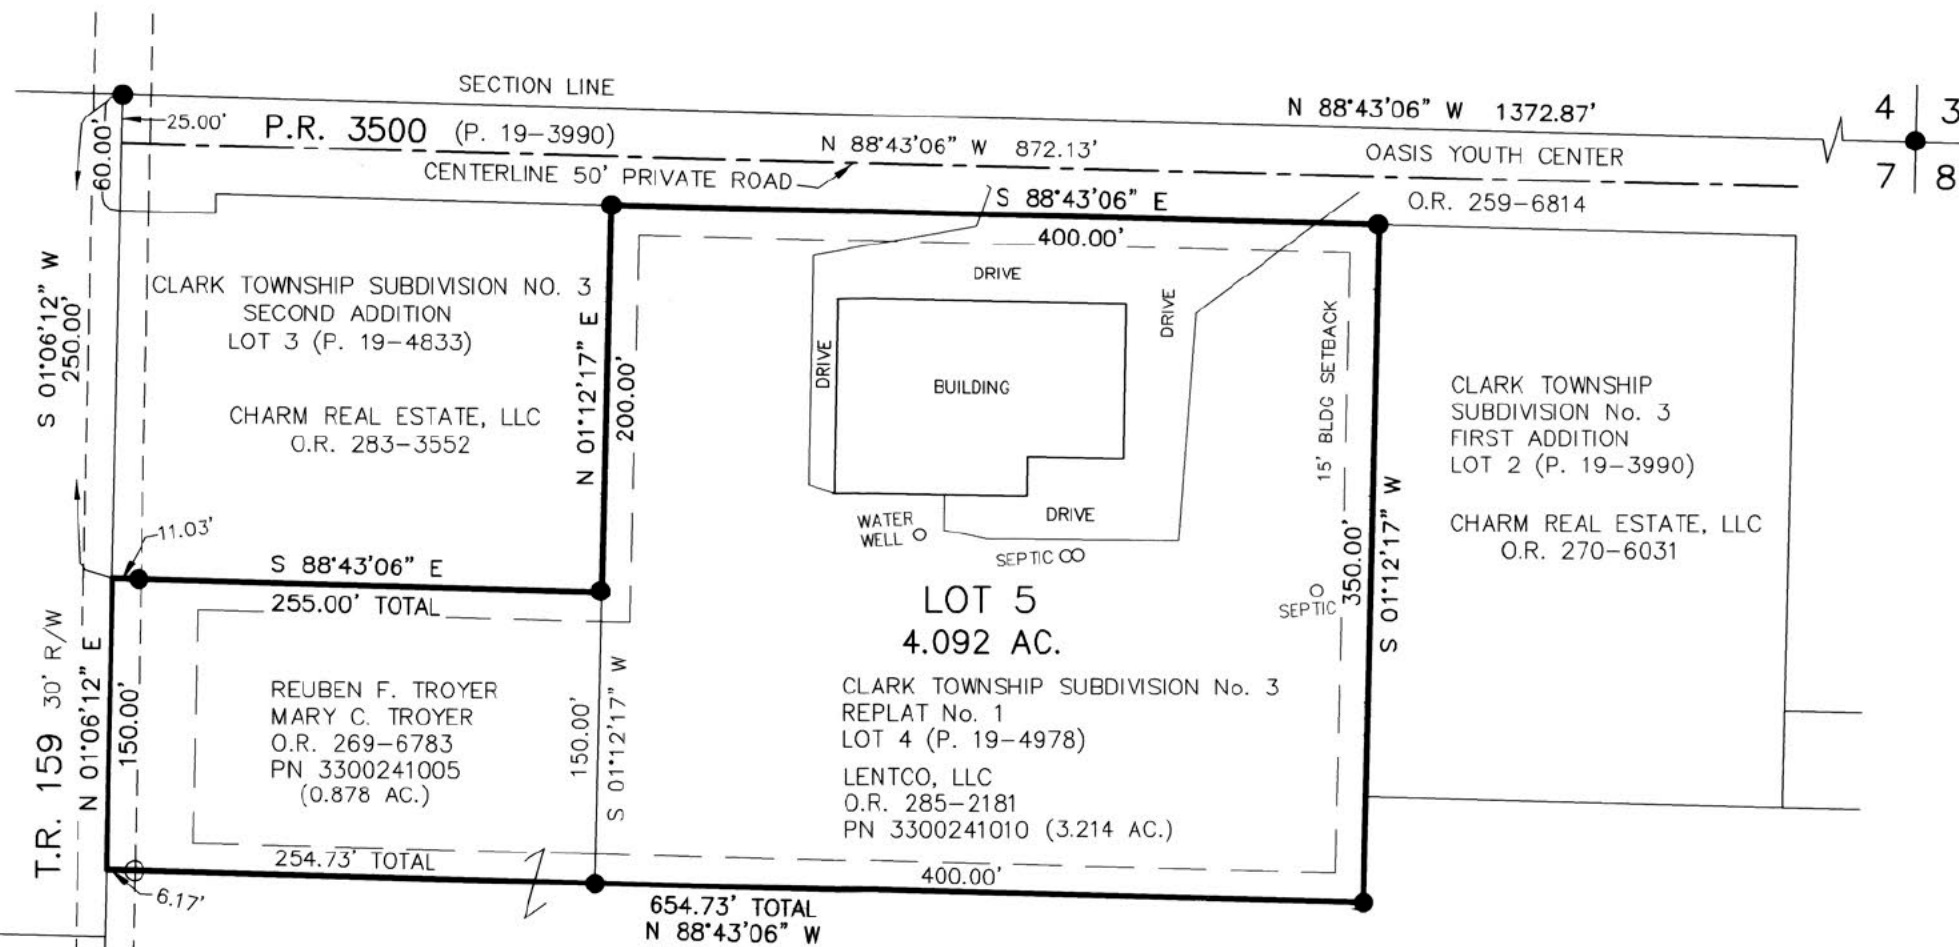 SECTION LINE
N 88°43'06" W 1372.87'
4 3
7 8
60.00'
25.00'
P.R. 3500 (P. 19-3990)
N 88°43'06" W 872.13'
OASIS YOUTH CENTER
O.R. 259-6814
CENTERLINE 50' PRIVATE ROAD
S 88°43'06" E
400.00'
S 01°06'12" W
250.00'
CLARK TOWNSHIP SUBDIVISION NO. 3
SECOND ADDITION
LOT 3 (P. 19-4833)
CHARM REAL ESTATE, LLC
O.R. 283-3552
N 01°12'17" E
200.00'
DRIVE
DRIVE
DRIVE
BUILDING
DRIVE
WATER
WELL
SEPTIC
SEPTIC
15' BLDG SETBACK
350.00'
S 01°12'17" W
CLARK TOWNSHIP
SUBDIVISION No. 3
FIRST ADDITION
LOT 2 (P. 19-3990)
CHARM REAL ESTATE, LLC
O.R. 270-6031
11.03'
S 88°43'06" E
255.00' TOTAL
T.R. 159 30' R/W
N 01°06'12" E
150.00'
REUBEN F. TROYER
MARY C. TROYER
O.R. 269-6783
PN 3300241005
(0.878 AC.)
150.00'
S 01°12'17" W
LOT 5
4.092 AC.
CLARK TOWNSHIP SUBDIVISION No. 3
REPLAT No. 1
LOT 4 (P. 19-4978)
LENTCO, LLC
O.R. 285-2181
PN 3300241010 (3.214 AC.)
254.73' TOTAL
6.17'
400.00'
654.73' TOTAL
N 88°43'06" W